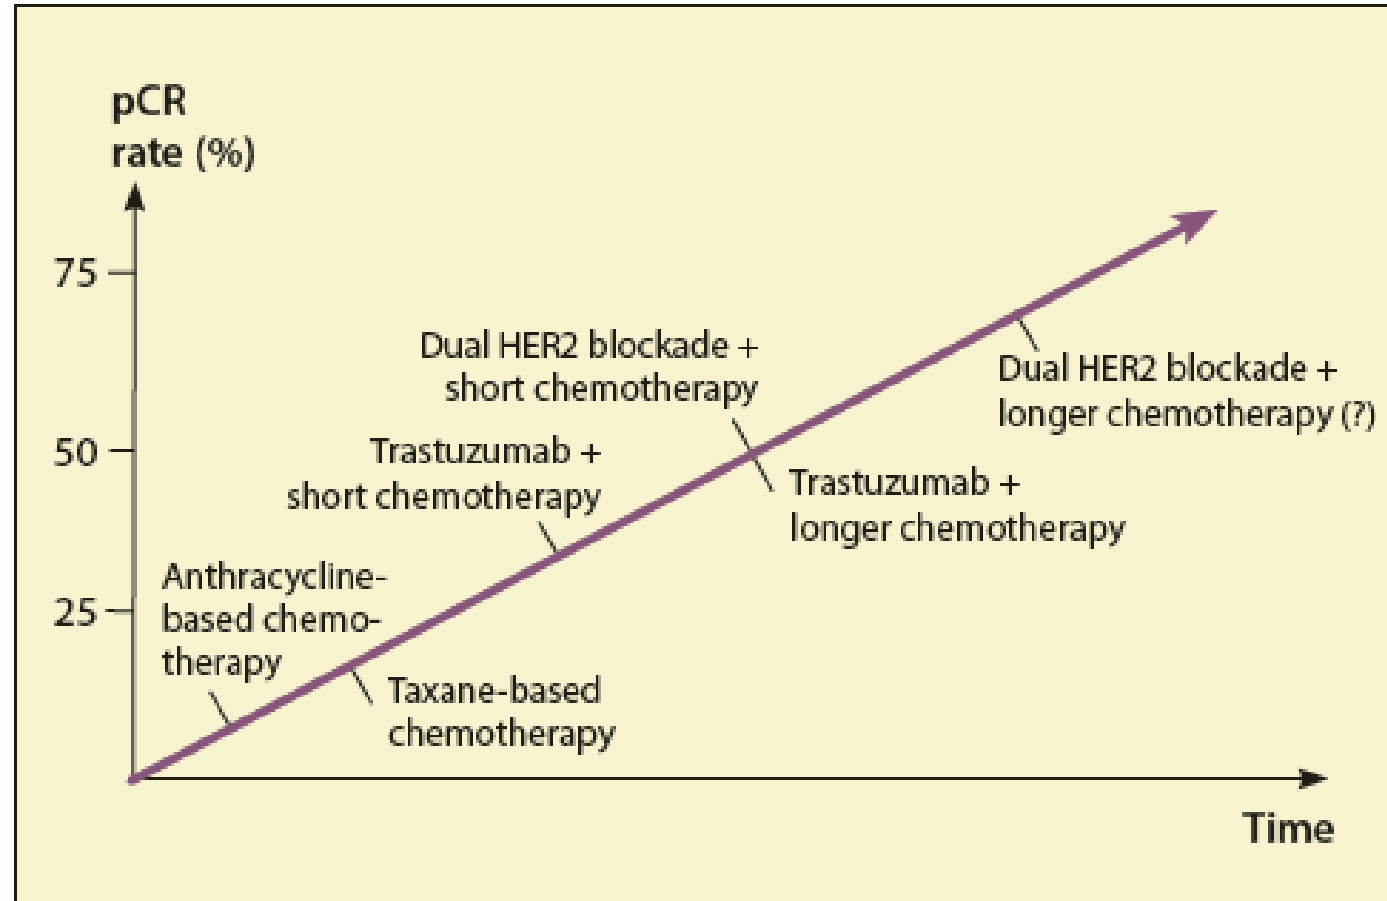 pCR
rate (%)
75
50
25
Dual HER2 blockade +
short chemotherapy
Dual HER2 blockade +
longer chemotherapy (?)
Trastuzumab +
short chemotherapy
Trastuzumab +
longer chemotherapy
Anthracycline-
based chemo-
therapy
Taxane-based
chemotherapy
Time